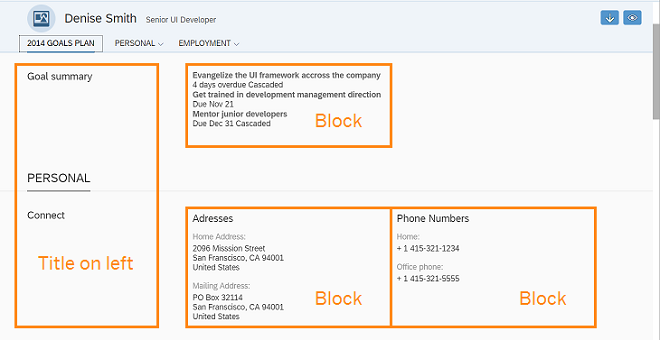 Denise Smith Senior UI Developer
2014 GOALS PLAN PERSONAL EMPLOYMENT
Goal summary
Evangelize the UI framework accross the company
4 days overdue Cascaded
Get trained in development management direction
Due Nov 21
Mentor junior developers
Due Dec 31 Cascaded
Block
PERSONAL
Connect
Title on left
Adresses
Home Address:
2096 Misssion Street
San Francisco, CA 94001
United States
Mailing Address:
PO Box 32114
San Francisco, CA 94001
United States
Block
Phone Numbers
Home:
+ 1 415-321-1234
Office phone:
+ 1 415-321-5555
Block